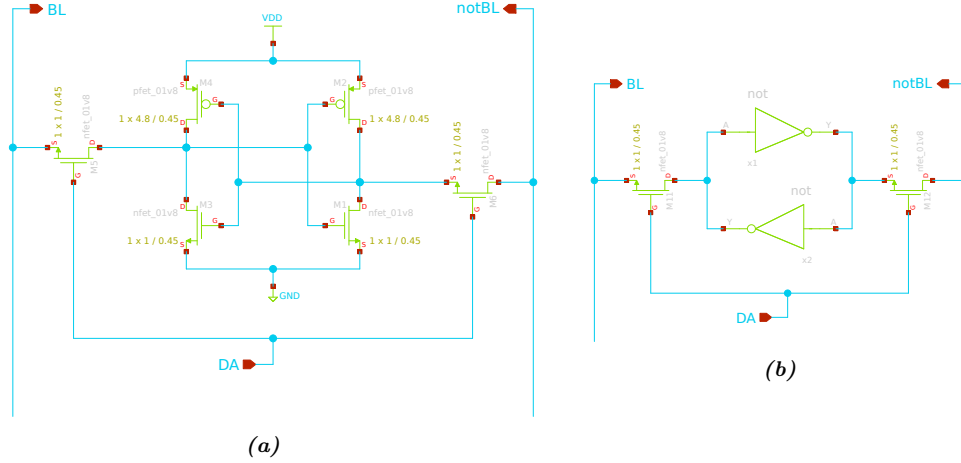 BL
notBL
VDD
M4
pfet_01v8
S
G
1 x 4.8 / 0.45
D
M2
pfet_01v8
S
G
1 x 4.8 / 0.45
D
1 x 1 / 0.45
nfet_01v8
S
D
G
M5
1 x 1 / 0.45
nfet_01v8
S
D
G
M6
M3
nfet_01v8
D
G
1 x 1 / 0.45
S
M1
nfet_01v8
D
G
1 x 1 / 0.45
S
GND
DA
(a)
BL
notBL
not
A
Y
x1
not
Y
A
x2
1 x 1 / 0.45
nfet_01v8
S
D
G
M11
1 x 1 / 0.45
nfet_01v8
S
D
G
M12
DA
(b)